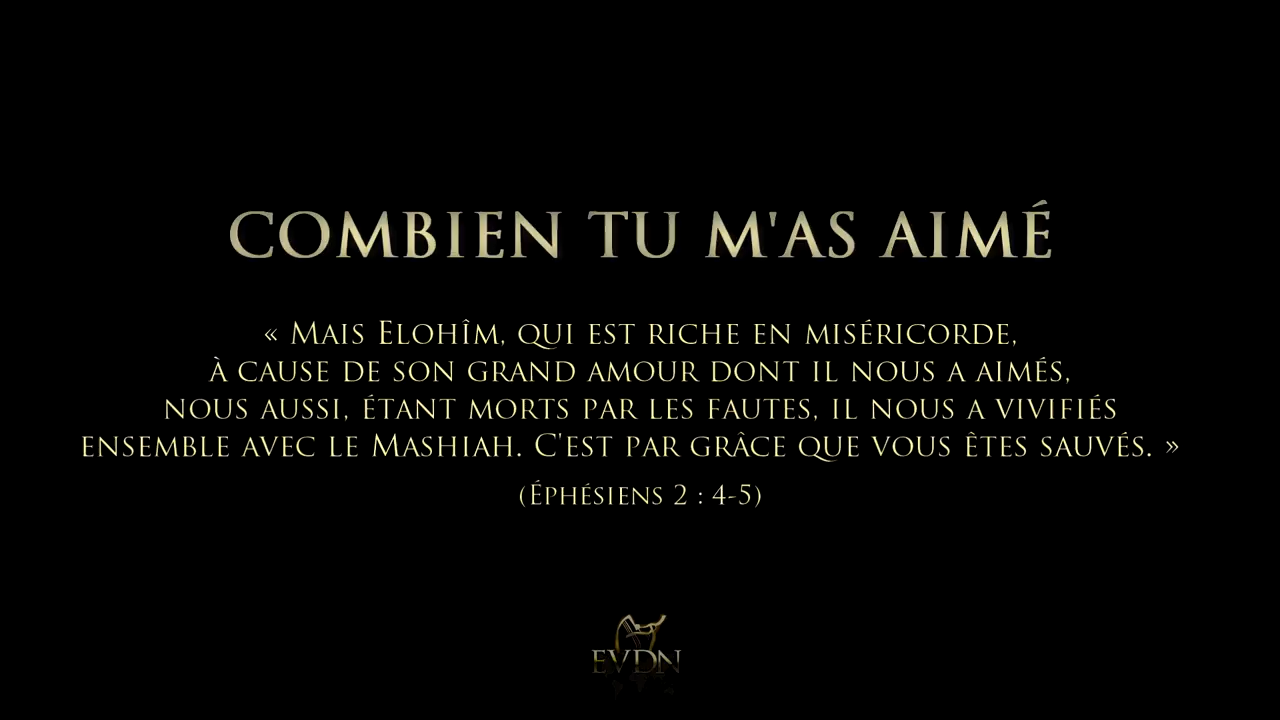 COMBIEN TU M'AS AIMÉ
« Mais Elohîm, qui est riche en miséricorde,
à cause de son grand amour dont il nous a aimés,
nous aussi, étant morts par les fautes, il nous a vivifiés
ensemble avec le Mashiah. C'est par grâce que vous êtes sauvés. »
(Éphésiens 2 : 4-5)
EVDN